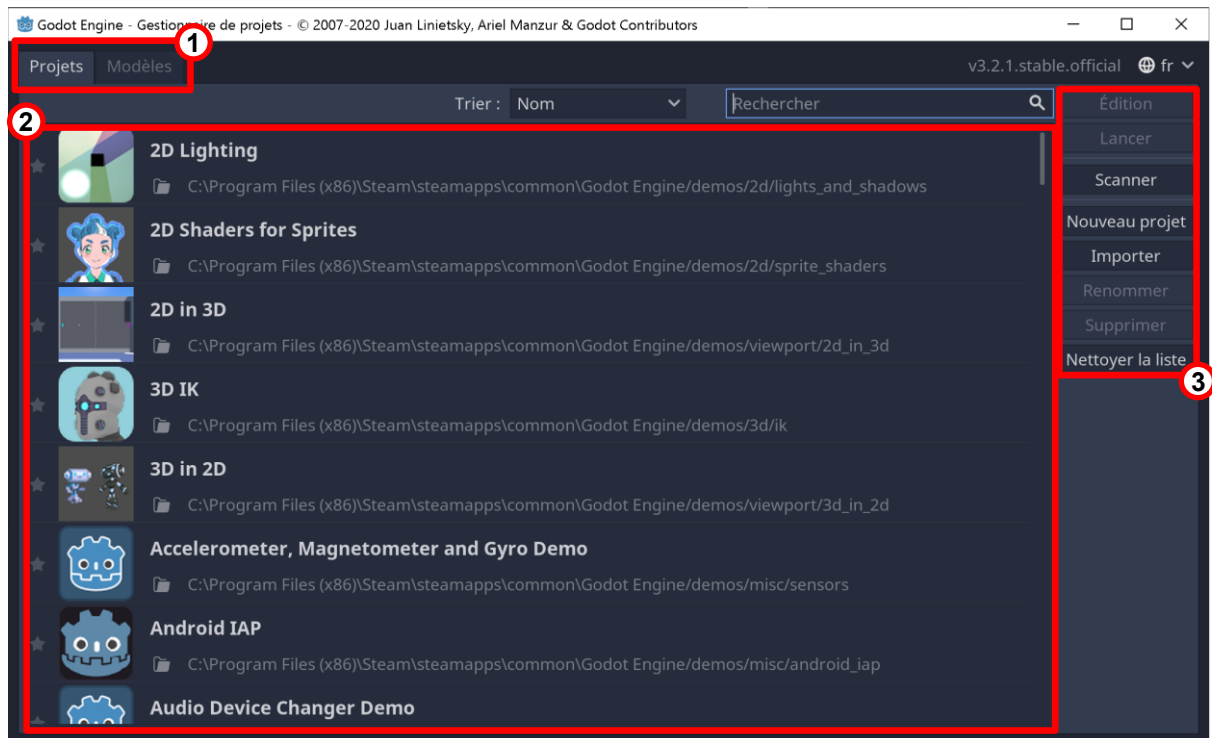 Godot Engine - Gestionnaire de projets - © 2007-2020 Juan Linietsky, Ariel Manzur & Godot Contributors
1
Projets Modèles v3.2.1.stable.official fr
Trier : Nom Rechercher
2
2D Lighting
C:\Program Files (x86)\Steam\steamapps\common\Godot Engine/demos/2d/lights_and_shadows
2D Shaders for Sprites
C:\Program Files (x86)\Steam\steamapps\common\Godot Engine/demos/2d/sprite_shaders
2D in 3D
C:\Program Files (x86)\Steam\steamapps\common\Godot Engine/demos/viewport/2d_in_3d
3D IK
C:\Program Files (x86)\Steam\steamapps\common\Godot Engine/demos/3d/ik
3D in 2D
C:\Program Files (x86)\Steam\steamapps\common\Godot Engine/demos/viewport/3d_in_2d
Accelerometer, Magnetometer and Gyro Demo
C:\Program Files (x86)\Steam\steamapps\common\Godot Engine/demos/misc/sensors
Android IAP
C:\Program Files (x86)\Steam\steamapps\common\Godot Engine/demos/misc/android_iap
Audio Device Changer Demo
Édition
Lancer
Scanner
Nouveau projet
Importer
Renommer
Supprimer
Nettoyer la liste
3